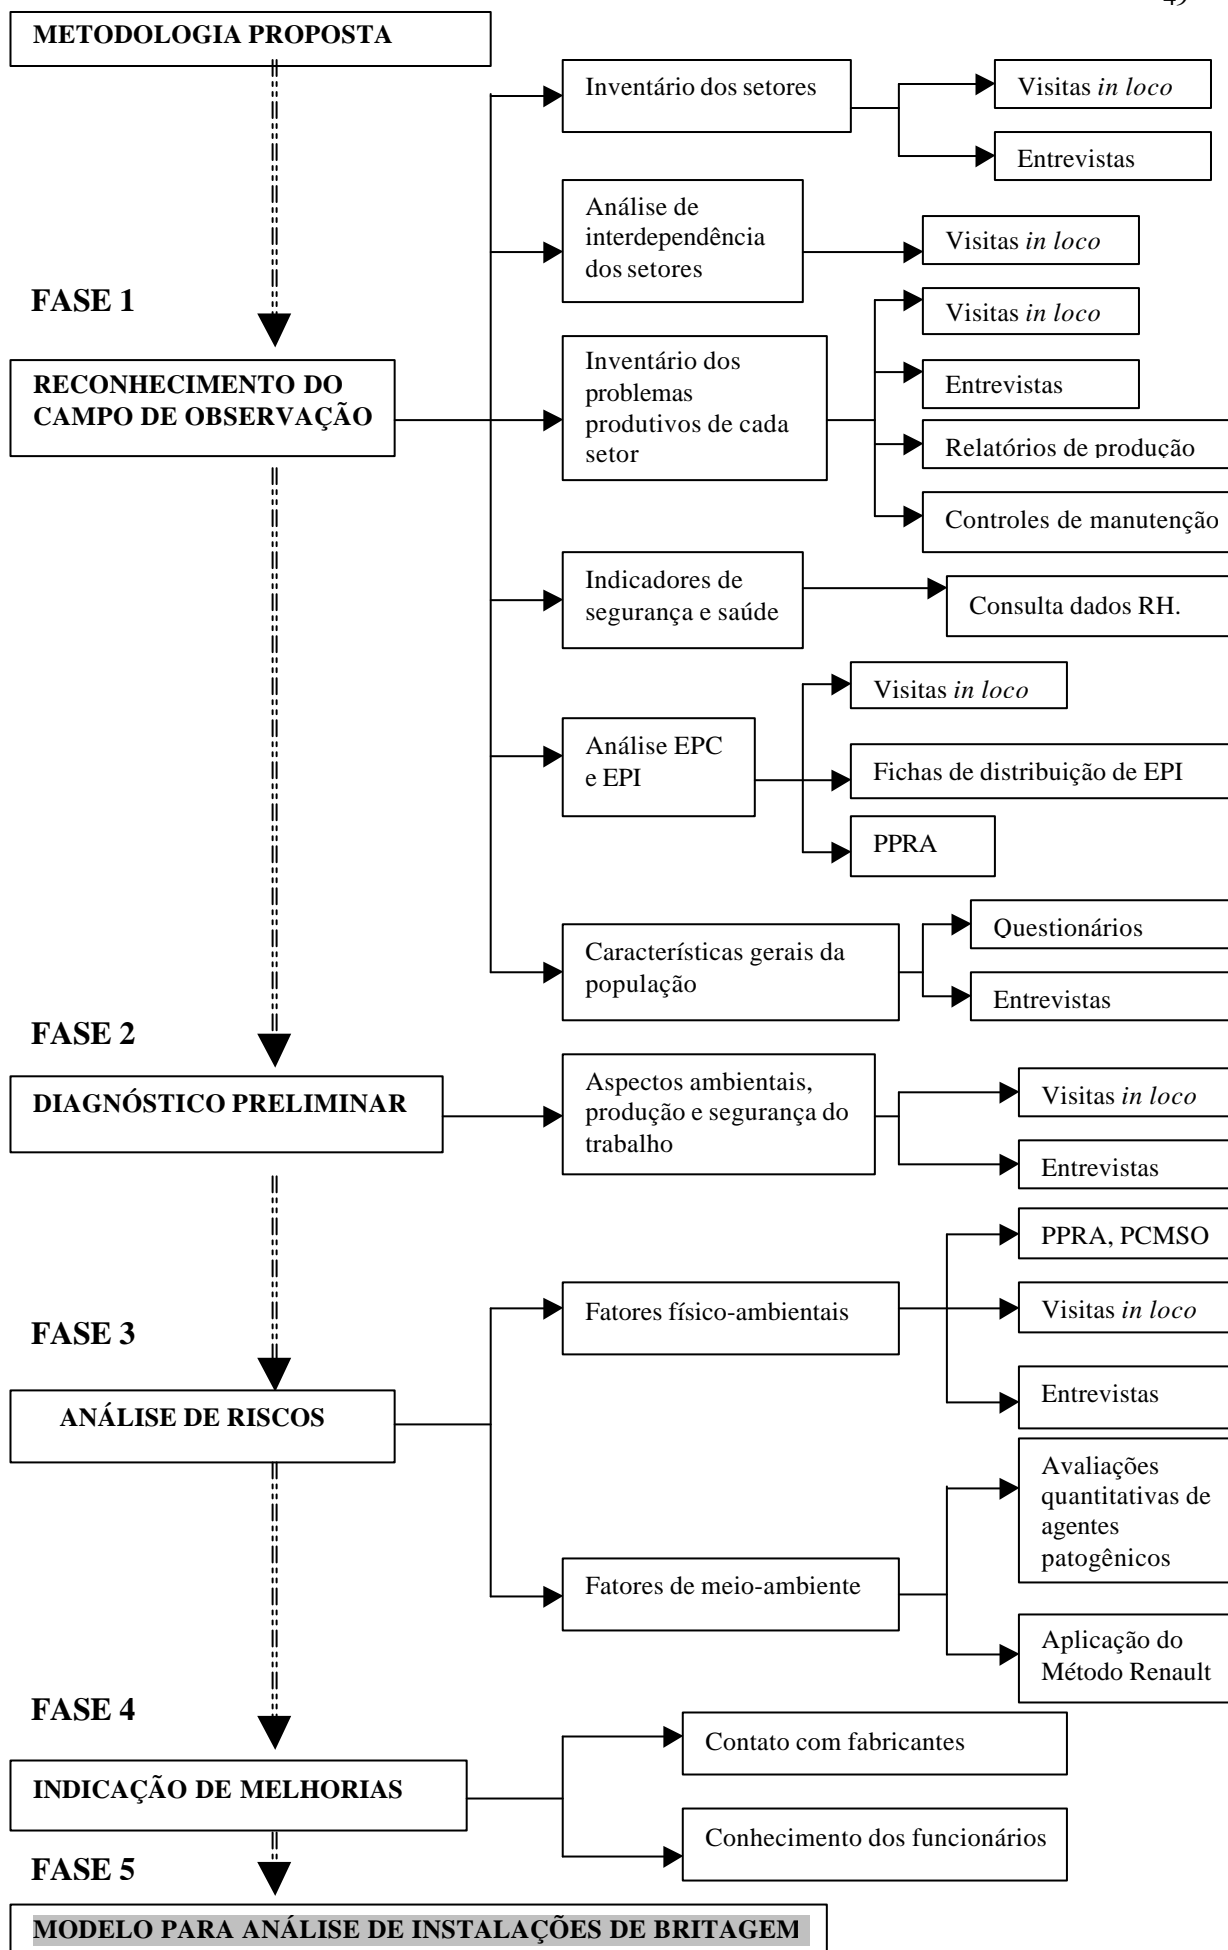 METODOLOGIA PROPOSTA
Inventário dos setores
Visitas in loco
Entrevistas
Análise de
interdependência
dos setores
Visitas in loco
FASE 1
RECONHECIMENTO DO
CAMPO DE OBSERVAÇÃO
Inventário dos
problemas
produtivos de cada
setor
Visitas in loco
Entrevistas
Relatórios de produção
Controles de manutenção
Indicadores de
segurança e saúde
Consulta dados RH.
Análise EPC
e EPI
Visitas in loco
Fichas de distribuição de EPI
PPRA
Características gerais da
população
Questionários
Entrevistas
FASE 2
DIAGNÓSTICO PRELIMINAR
Aspectos ambientais,
produção e segurança do
trabalho
Visitas in loco
Entrevistas
FASE 3
ANÁLISE DE RISCOS
Fatores físico-ambientais
PPRA, PCMSO
Visitas in loco
Entrevistas
Fatores de meio-ambiente
Avaliações
quantitativas de
agentes
patogênicos
Aplicação do
Método Renault
FASE 4
INDICAÇÃO DE MELHORIAS
Contato com fabricantes
Conhecimento dos funcionários
FASE 5
MODELO PARA ANÁLISE DE INSTALAÇÕES DE BRITAGEM